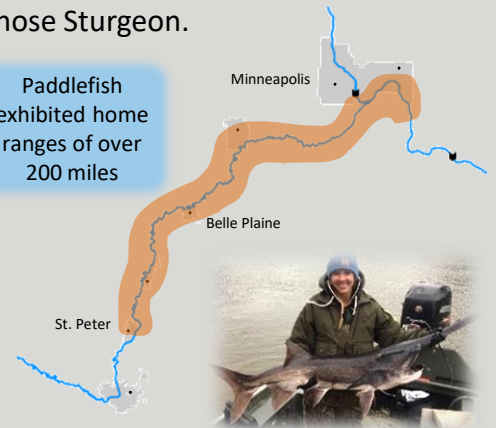 nose Sturgeon.
Paddlefish
exhibited home
ranges of over
200 miles
Minneapolis
Belle Plaine
St. Peter